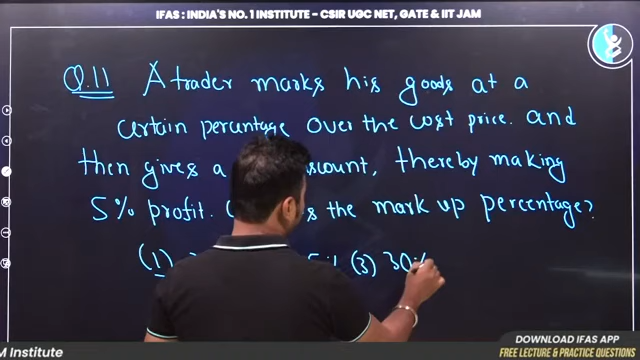 IFAS : INDIA'S NO. 1 INSTITUTE - CSIR UGC NET, GATE & IIT JAM
Q.11 A trader marks his goods at a
certain percentage over the cost price. and
then gives a discount, thereby making
5% profit. is the mark up percentage?
(1) (3) 30%
DOWNLOAD IFAS APP
M Institute
FREE LECTURE & PRACTICE QUESTIONS